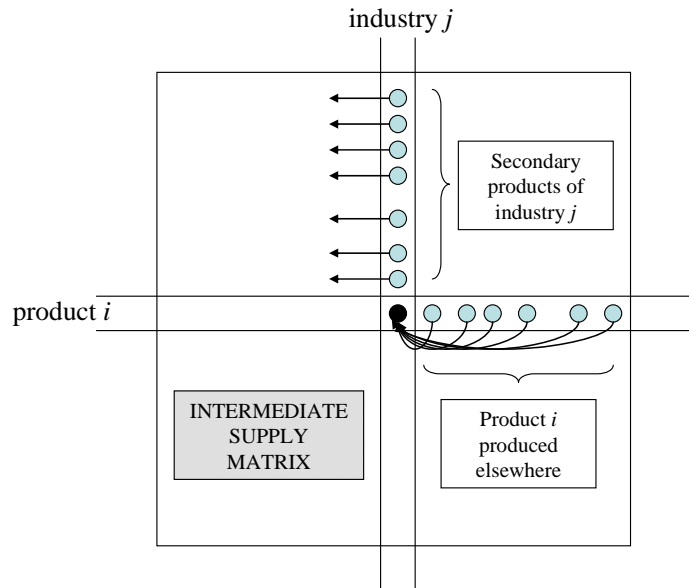 industry j
Secondary
products of
industry j
product i
INTERMEDIATE
SUPPLY
MATRIX
Product i
produced
elsewhere